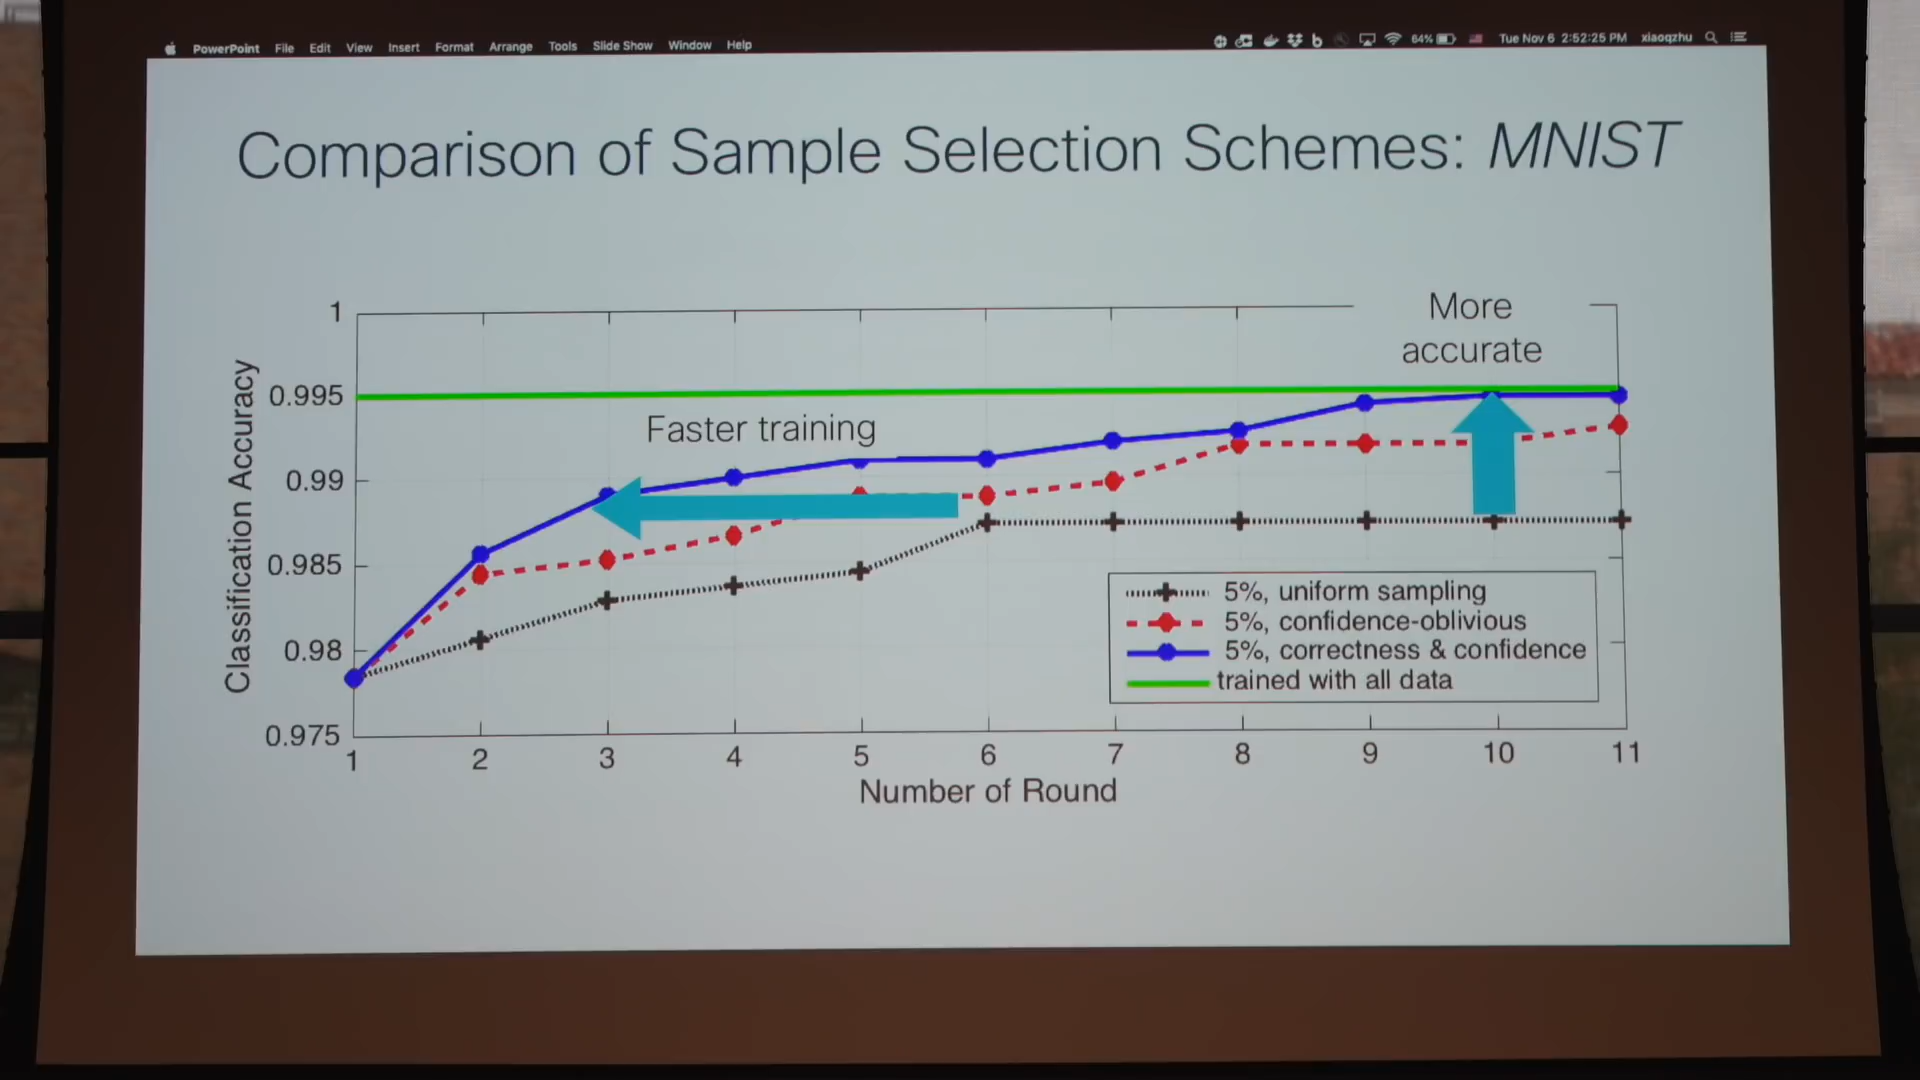 PowerPoint File Edit View Insert Format Arrange Tools Slide Show Window Help 64% Tue Nov 6 2:52:25 PM xiaoqzhu
Comparison of Sample Selection Schemes: MNIST
More
accurate
Faster training
Classification Accuracy
1
0.995
0.99
0.985
0.98
0.975
5%, uniform sampling
5%, confidence-oblivious
5%, correctness & confidence
trained with all data
1 2 3 4 5 6 7 8 9 10 11
Number of Round